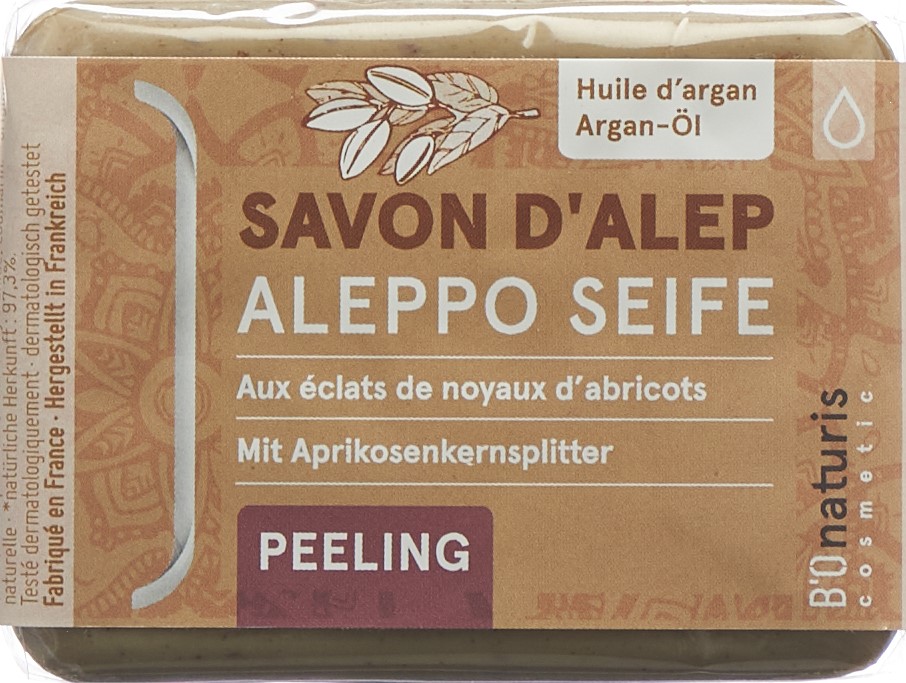 Huile d'argan
Argan-Öl
SAVON D'ALEP
ALEPPO SEIFE
Aux éclats de noyaux d'abricots
Mit Aprikosenkernsplitter
PEELING
B'Onaturis
cosmetic
naturelle · *natürliche Herkunft : 97,3%.
Testé dermatologiquement · dermatologisch getestet
Fabriqué en France · Hergestellt in Frankreich